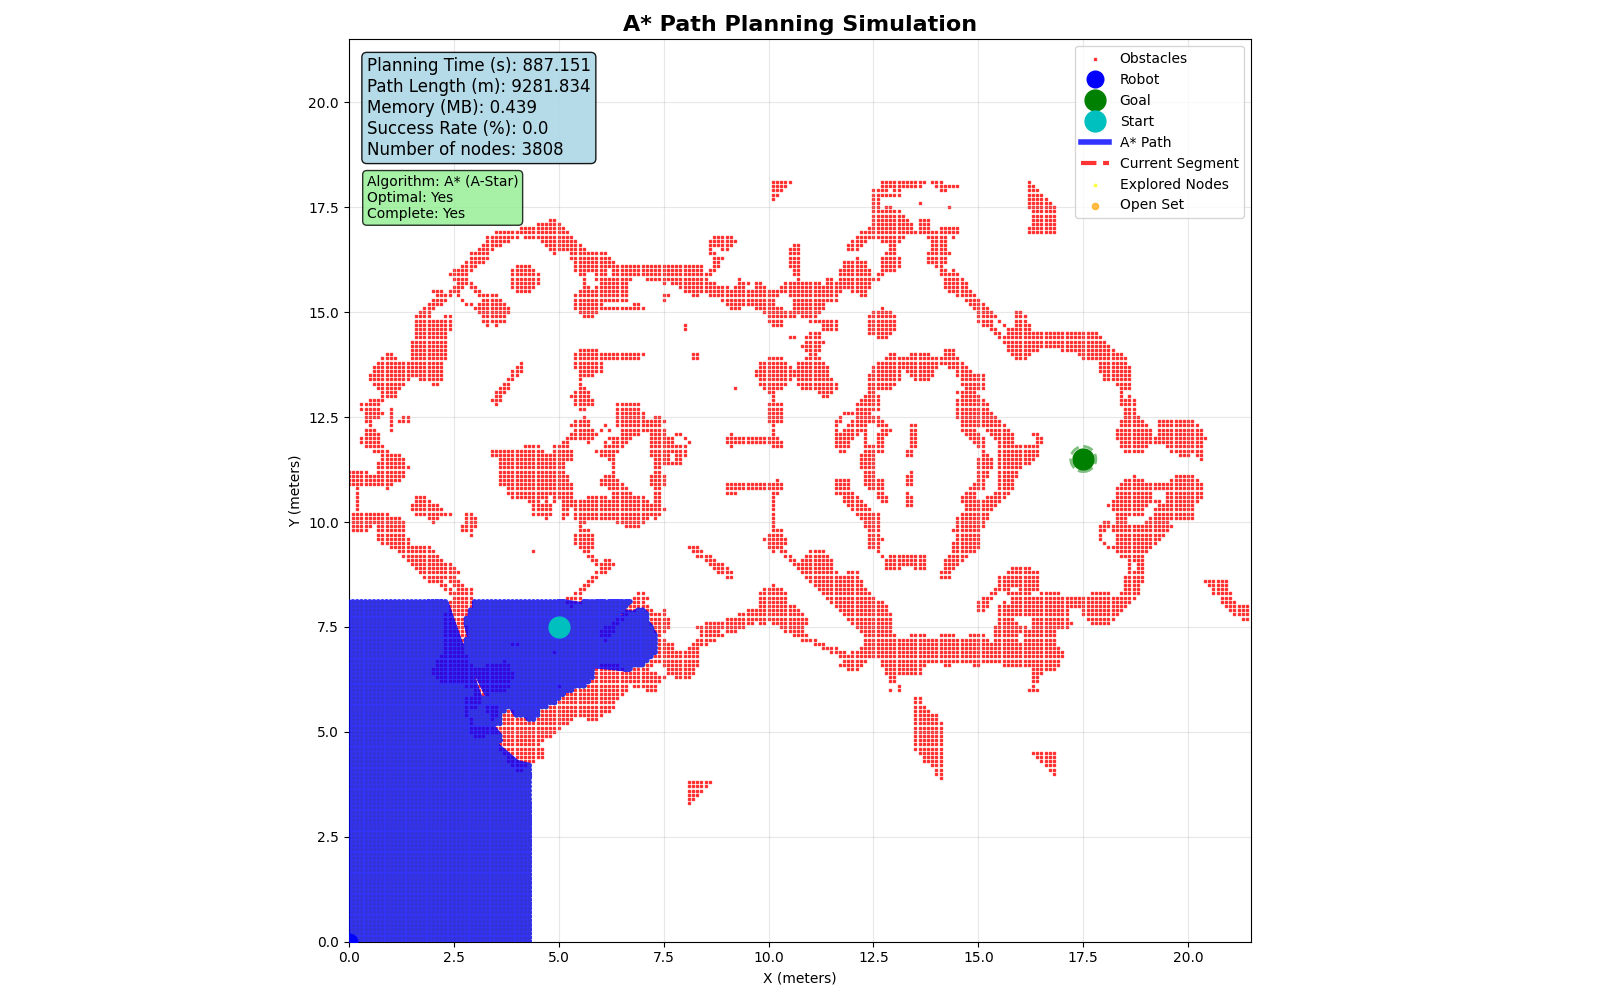 A* Path Planning Simulation
Planning Time (s): 887.151
Path Length (m): 9281.834
Memory (MB): 0.439
Success Rate (%): 0.0
Number of nodes: 3808
Algorithm: A* (A-Star)
Optimal: Yes
Complete: Yes
Obstacles
Robot
Goal
Start
A* Path
Current Segment
Explored Nodes
Open Set
Y (meters)
20.0
17.5
15.0
12.5
10.0
7.5
5.0
2.5
0.0
0.0 2.5 5.0 7.5 10.0 12.5 15.0 17.5 20.0
X (meters)